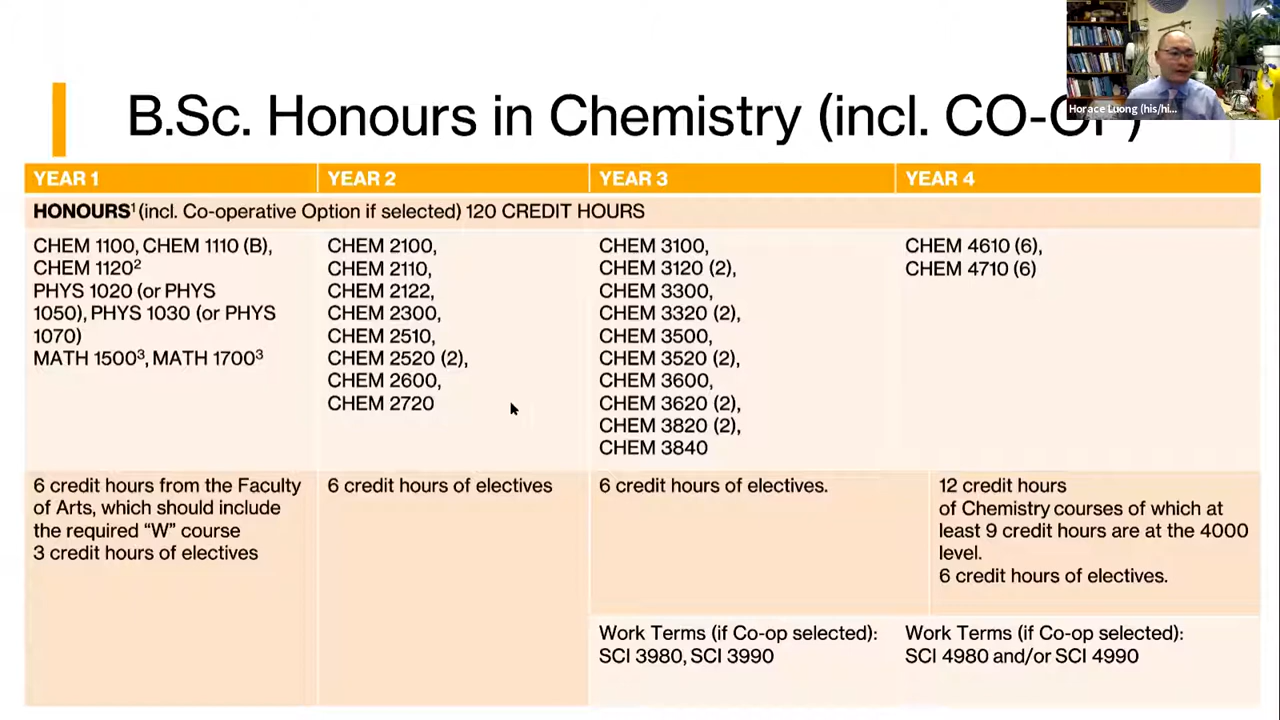 Horace Luong (his/hi...
B.Sc. Honours in Chemistry (incl. CO-OP)
YEAR 1
YEAR 2
YEAR 3
YEAR 4
HONOURS¹ (incl. Co-operative Option if selected) 120 CREDIT HOURS
CHEM 1100, CHEM 1110 (B),
CHEM 1120²
PHYS 1020 (or PHYS
1050), PHYS 1030 (or PHYS
1070)
MATH 1500³, MATH 1700³
CHEM 2100,
CHEM 2110,
CHEM 2122,
CHEM 2300,
CHEM 2510,
CHEM 2520 (2),
CHEM 2600,
CHEM 2720
CHEM 3100,
CHEM 3120 (2),
CHEM 3300,
CHEM 3320 (2),
CHEM 3500,
CHEM 3520 (2),
CHEM 3600,
CHEM 3620 (2),
CHEM 3820 (2),
CHEM 3840
CHEM 4610 (6),
CHEM 4710 (6)
6 credit hours from the Faculty
of Arts, which should include
the required “W” course
3 credit hours of electives
6 credit hours of electives
6 credit hours of electives.
12 credit hours
of Chemistry courses of which at
least 9 credit hours are at the 4000
level.
6 credit hours of electives.
Work Terms (if Co-op selected):
SCI 3980, SCI 3990
Work Terms (if Co-op selected):
SCI 4980 and/or SCI 4990